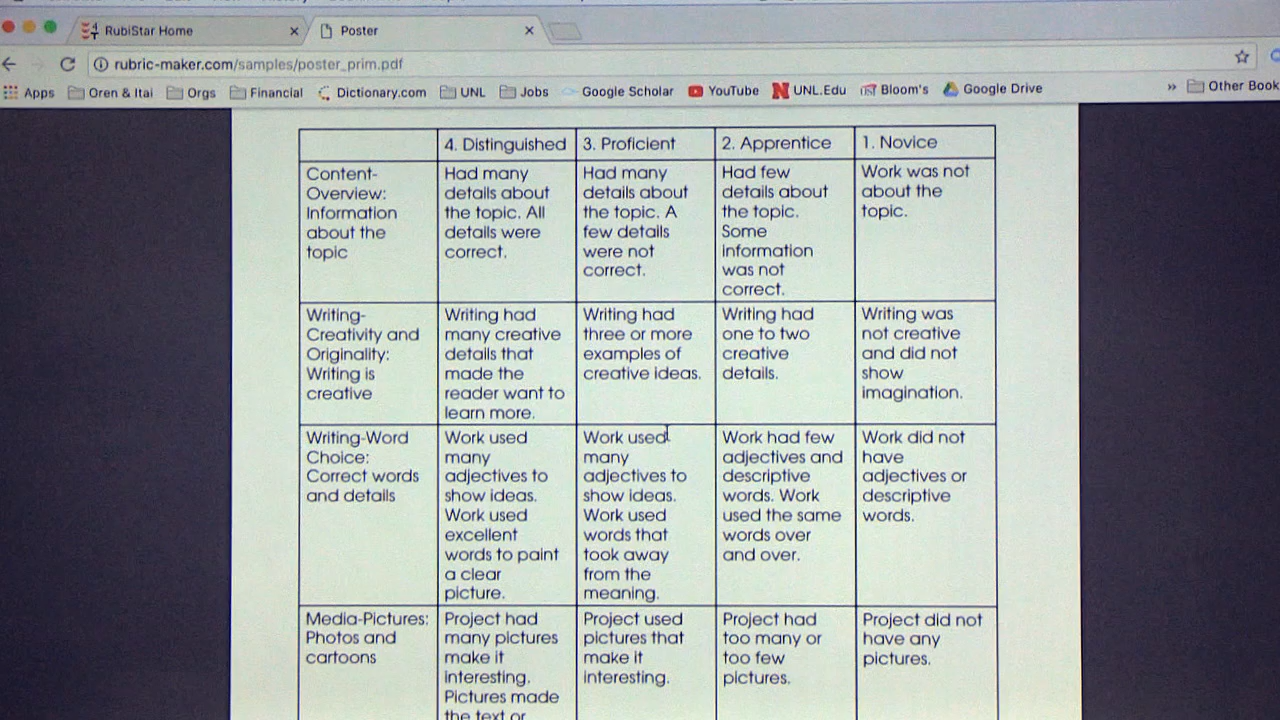 RubiStar Home
Poster
rubric-maker.com/samples/poster_prim.pdf
Apps Oren & Itai Orgs Financial Dictionary.com UNL Jobs Google Scholar YouTube UNL.Edu Bloom's Google Drive » Other Book
4. Distinguished 3. Proficient 2. Apprentice 1. Novice
Content-
Overview:
Information
about the
topic
Had many
details about
the topic. All
details were
correct.
Had many
details about
the topic. A
few details
were not
correct.
Had few
details about
the topic.
Some
information
was not
correct.
Work was not
about the
topic.
Writing-
Creativity and
Originality:
Writing is
creative
Writing had
many creative
details that
made the
reader want to
learn more.
Writing had
three or more
examples of
creative ideas.
Writing had
one to two
creative
details.
Writing was
not creative
and did not
show
imagination.
Writing-Word
Choice:
Correct words
and details
Work used
many
adjectives to
show ideas.
Work used
excellent
words to paint
a clear
picture.
Work used
many
adjectives to
show ideas.
Work used
words that
took away
from the
meaning.
Work had few
adjectives and
descriptive
words. Work
used the same
words over
and over.
Work did not
have
adjectives or
descriptive
words.
Media-Pictures:
Photos and
cartoons
Project had
many pictures
make it
interesting.
Pictures made
the text or
Project used
pictures that
make it
interesting.
Project had
too many or
too few
pictures.
Project did not
have any
pictures.